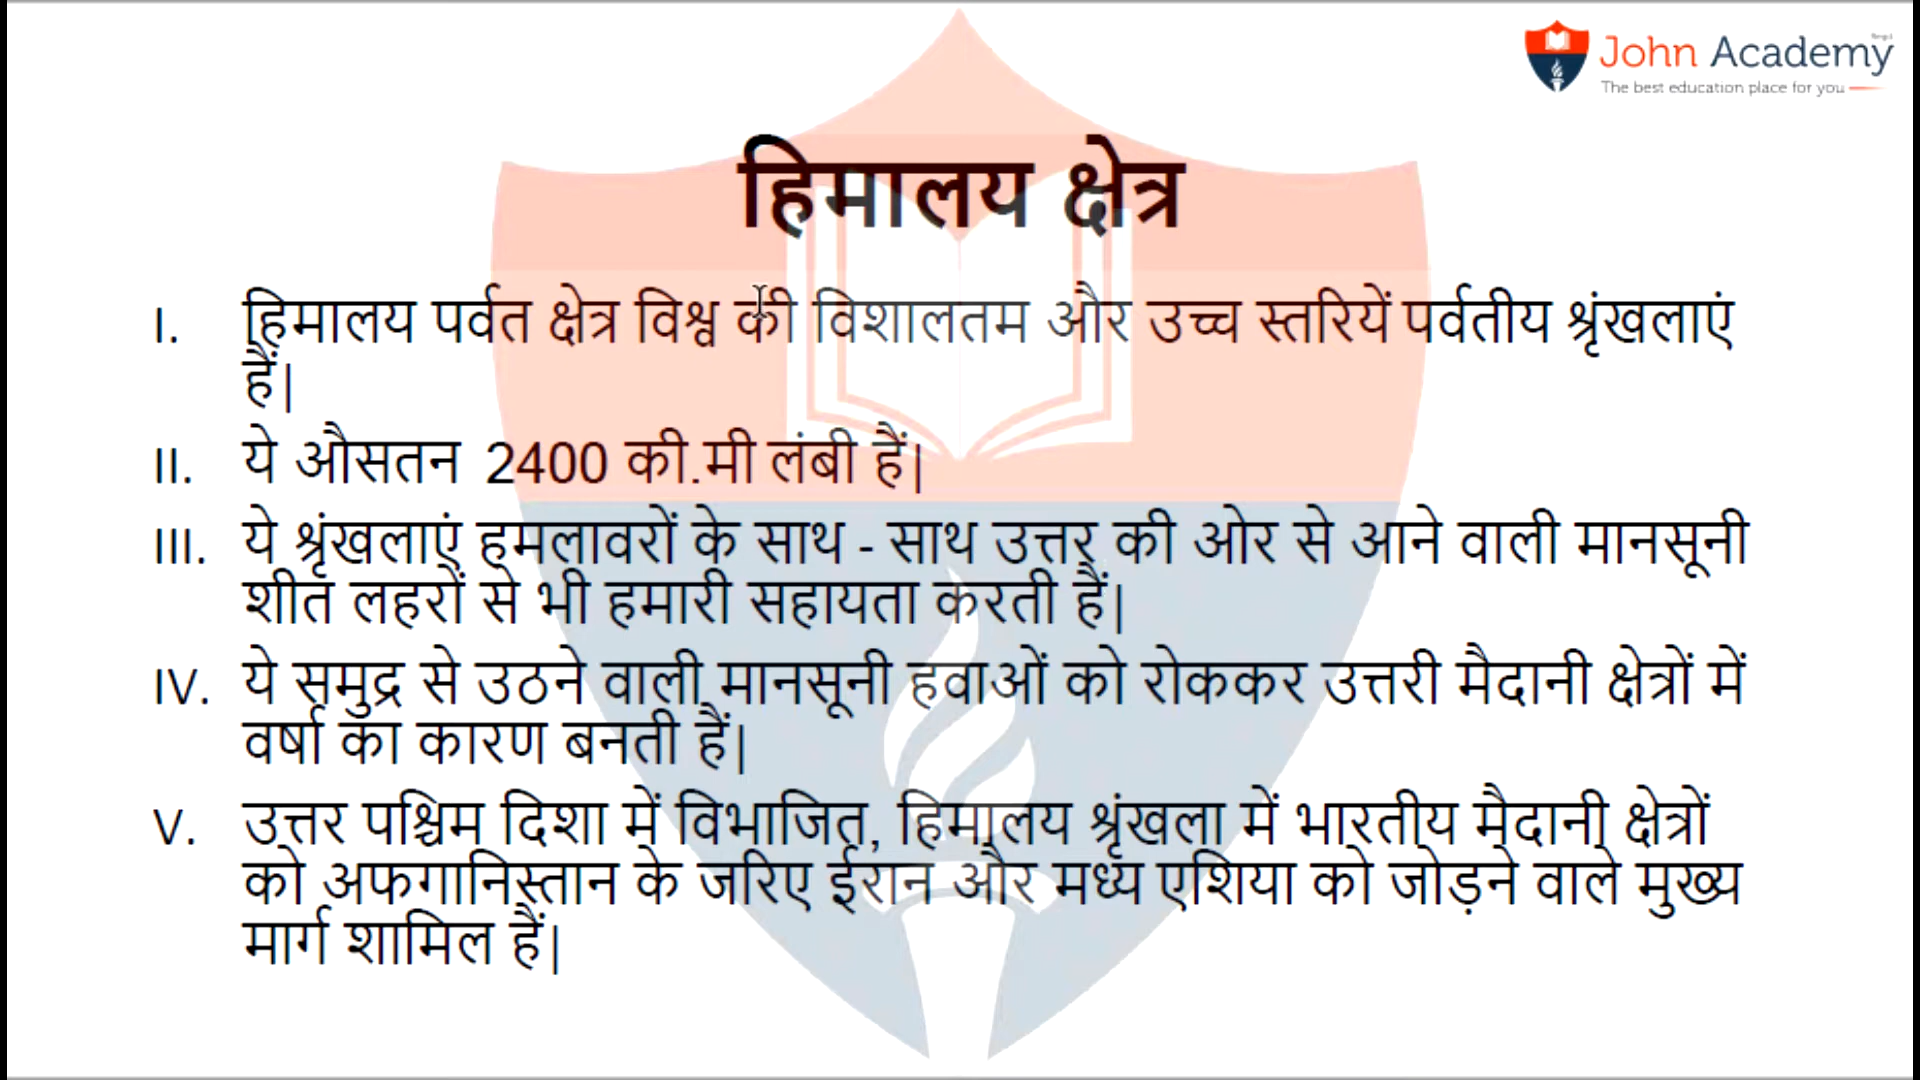 John Academy
The best education place for you
हिमालय क्षेत्र
I. हिमालय पर्वत क्षेत्र विश्व की विशालतम और उच्च स्तरियें पर्वतीय श्रृंखलाएं
हैं|
II. ये औसतन 2400 की.मी लंबी हैं|
III. ये श्रृंखलाएं हमलावरों के साथ - साथ उत्तर की ओर से आने वाली मानसूनी
शीत लहरों से भी हमारी सहायता करती हैं|
IV. ये समुद्र से उठने वाली मानसूनी हवाओं को रोककर उत्तरी मैदानी क्षेत्रों में
वर्षा का कारण बनती हैं|
V. उत्तर पश्चिम दिशा में विभाजित, हिमालय श्रृंखला में भारतीय मैदानी क्षेत्रों
को अफगानिस्तान के जरिए ईरान और मध्य एशिया को जोड़ने वाले मुख्य
मार्ग शामिल हैं|